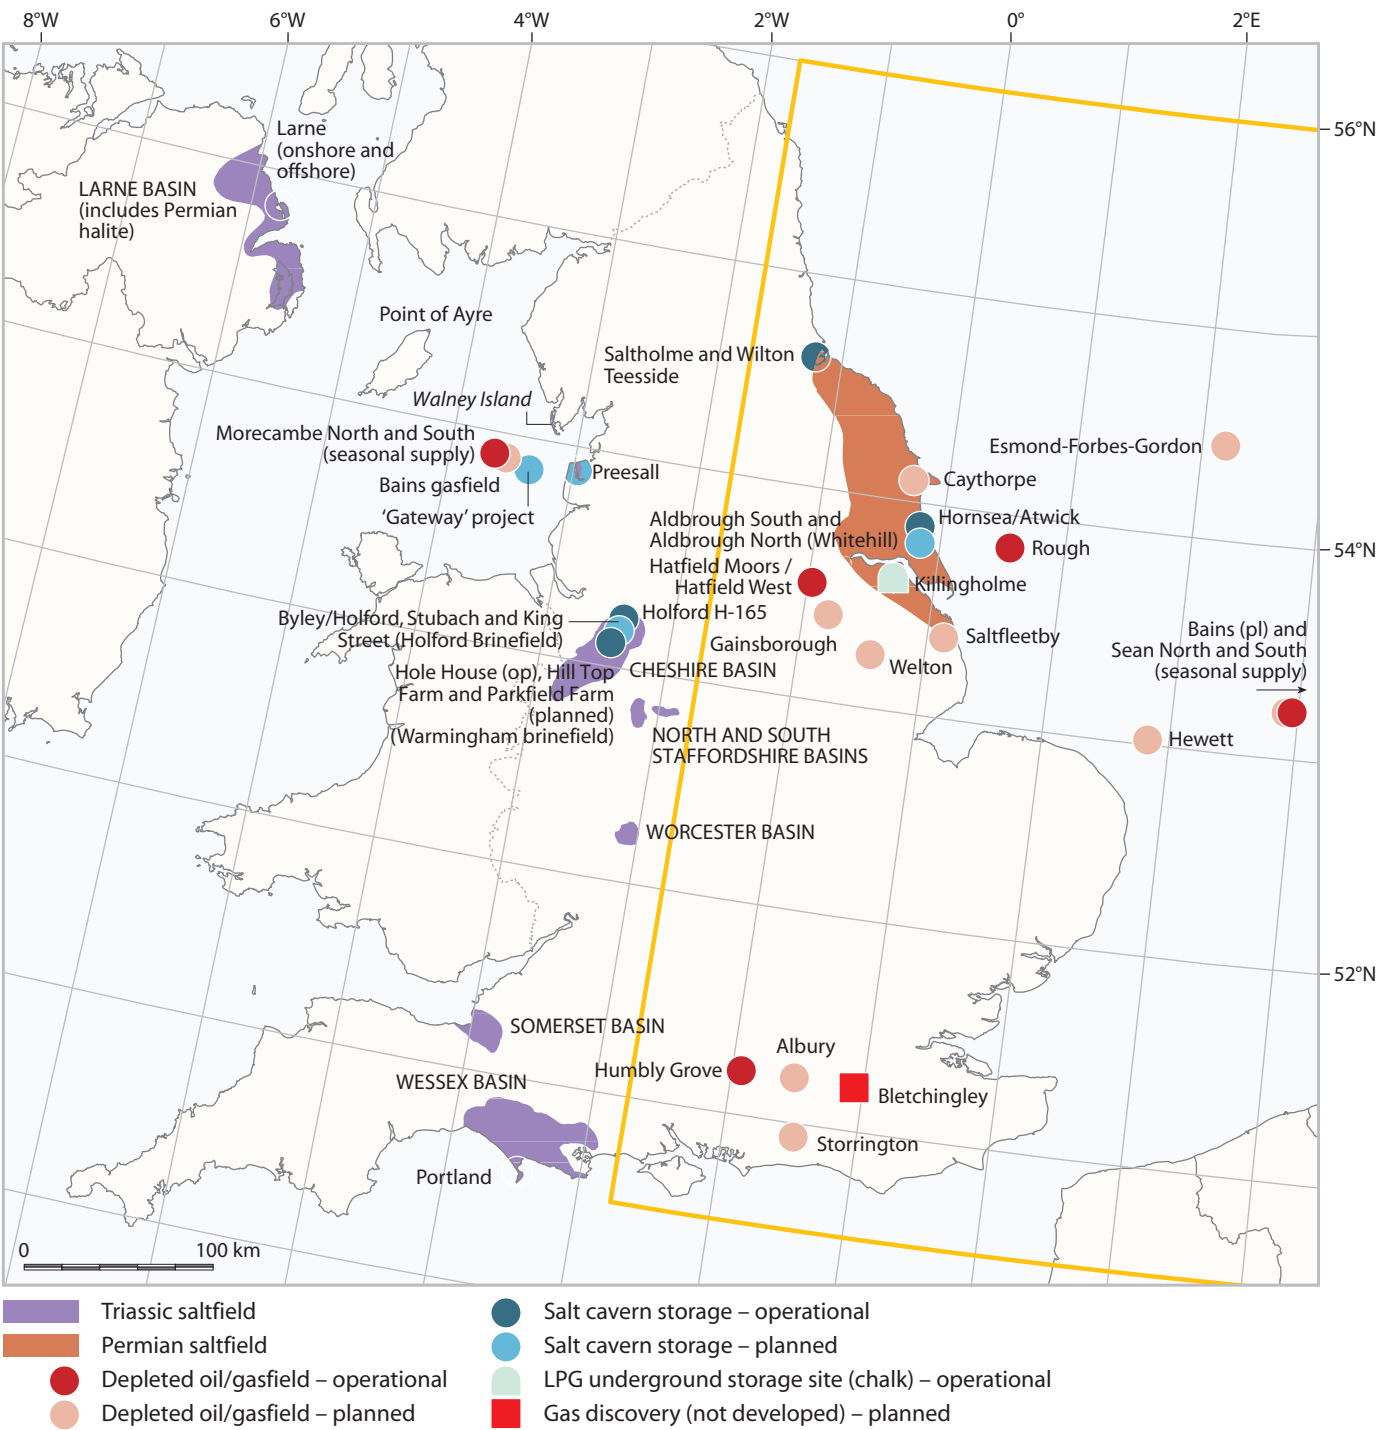 8°W 6°W 4°W 2°W 0° 2°E
56°N
54°N
52°N
Larne
(onshore and
offshore)
LARNE BASIN
(includes Permian
halite)
Point of Ayre
Saltholme and Wilton
Teesside
Walney Island
Morecambe North and South
(seasonal supply)
Bains gasfield
‘Gateway’ project
Preesall
Esmond-Forbes-Gordon
Caythorpe
Hornsea/Atwick
Aldbrough South and
Aldbrough North (Whitehill)
Rough
Hatfield Moors /
Hatfield West
Killingholme
Byley/Holford, Stubach and King
Street (Holford Brinefield)
Holford H-165
Gainsborough
Saltfleetby
Welton
Bains (pl) and
Sean North and South
(seasonal supply)
Hole House (op), Hill Top
Farm and Parkfield Farm
(planned)
(Warmingham brinefield)
CHESHIRE BASIN
NORTH AND SOUTH
STAFFORDSHIRE BASINS
Hewett
WORCESTER BASIN
SOMERSET BASIN
WESSEX BASIN
Portland
Humbly Grove
Albury
Bletchingley
Storrington
0 100 km
Triassic saltfield
Permian saltfield
Depleted oil/gasfield – operational
Depleted oil/gasfield – planned
Salt cavern storage – operational
Salt cavern storage – planned
LPG underground storage site (chalk) – operational
Gas discovery (not developed) – planned